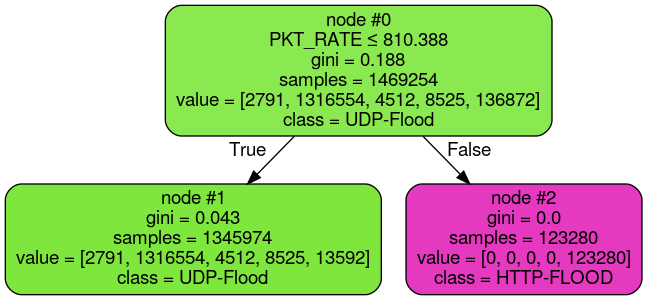 node #0
PKT_RATE ≤ 810.388
gini = 0.188
samples = 1469254
value = [2791, 1316554, 4512, 8525, 136872]
class = UDP-Flood
True
False
node #1
gini = 0.043
samples = 1345974
value = [2791, 1316554, 4512, 8525, 13592]
class = UDP-Flood
node #2
gini = 0.0
samples = 123280
value = [0, 0, 0, 0, 123280]
class = HTTP-FLOOD